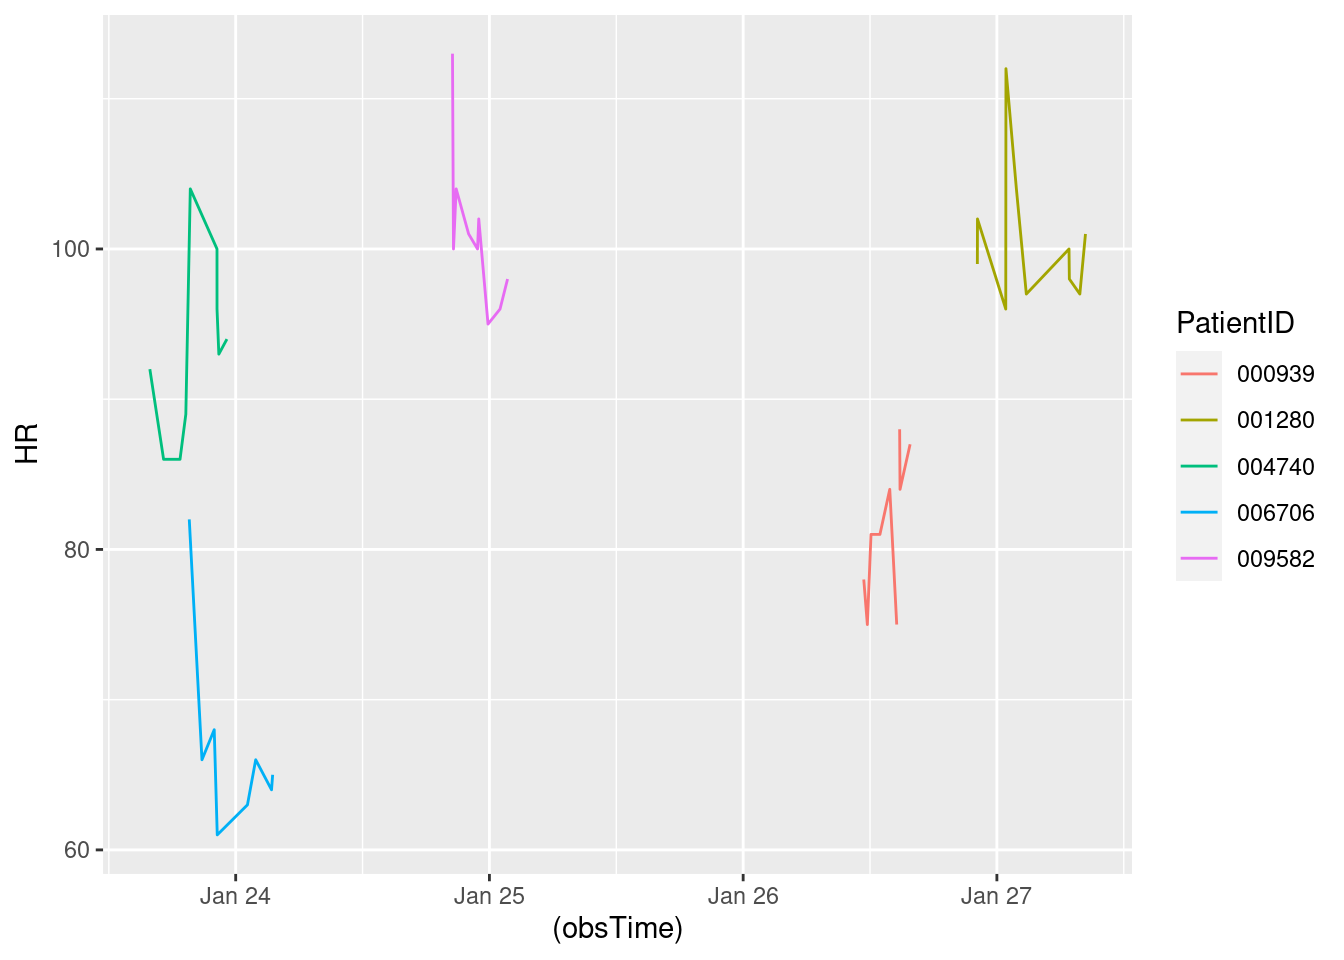 HR
100
80
60
Jan 24
Jan 25
Jan 26
Jan 27
(obsTime)
PatientID
000939
001280
004740
006706
009582